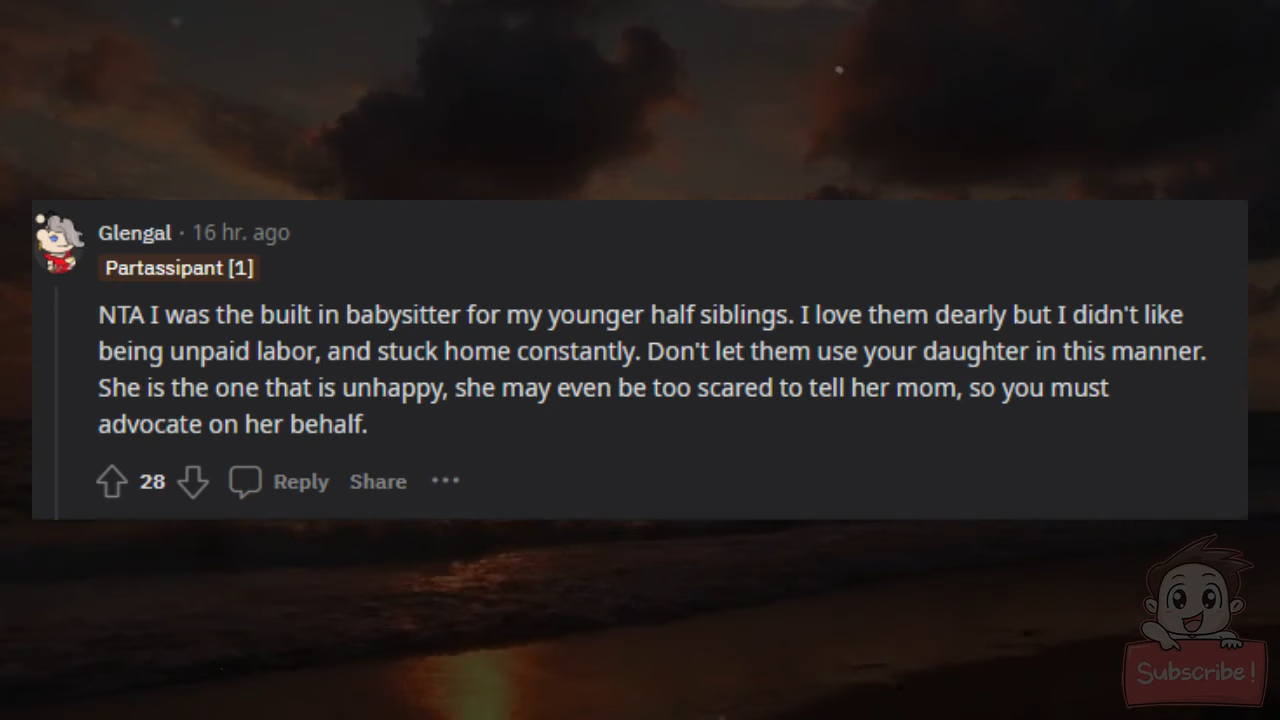 Glengal · 16 hr. ago
Partassipant [1]
NTA I was the built in babysitter for my younger half siblings. I love them dearly but I didn't like
being unpaid labor, and stuck home constantly. Don't let them use your daughter in this manner.
She is the one that is unhappy, she may even be too scared to tell her mom, so you must
advocate on her behalf.
28 Reply Share ···
Subscribe!